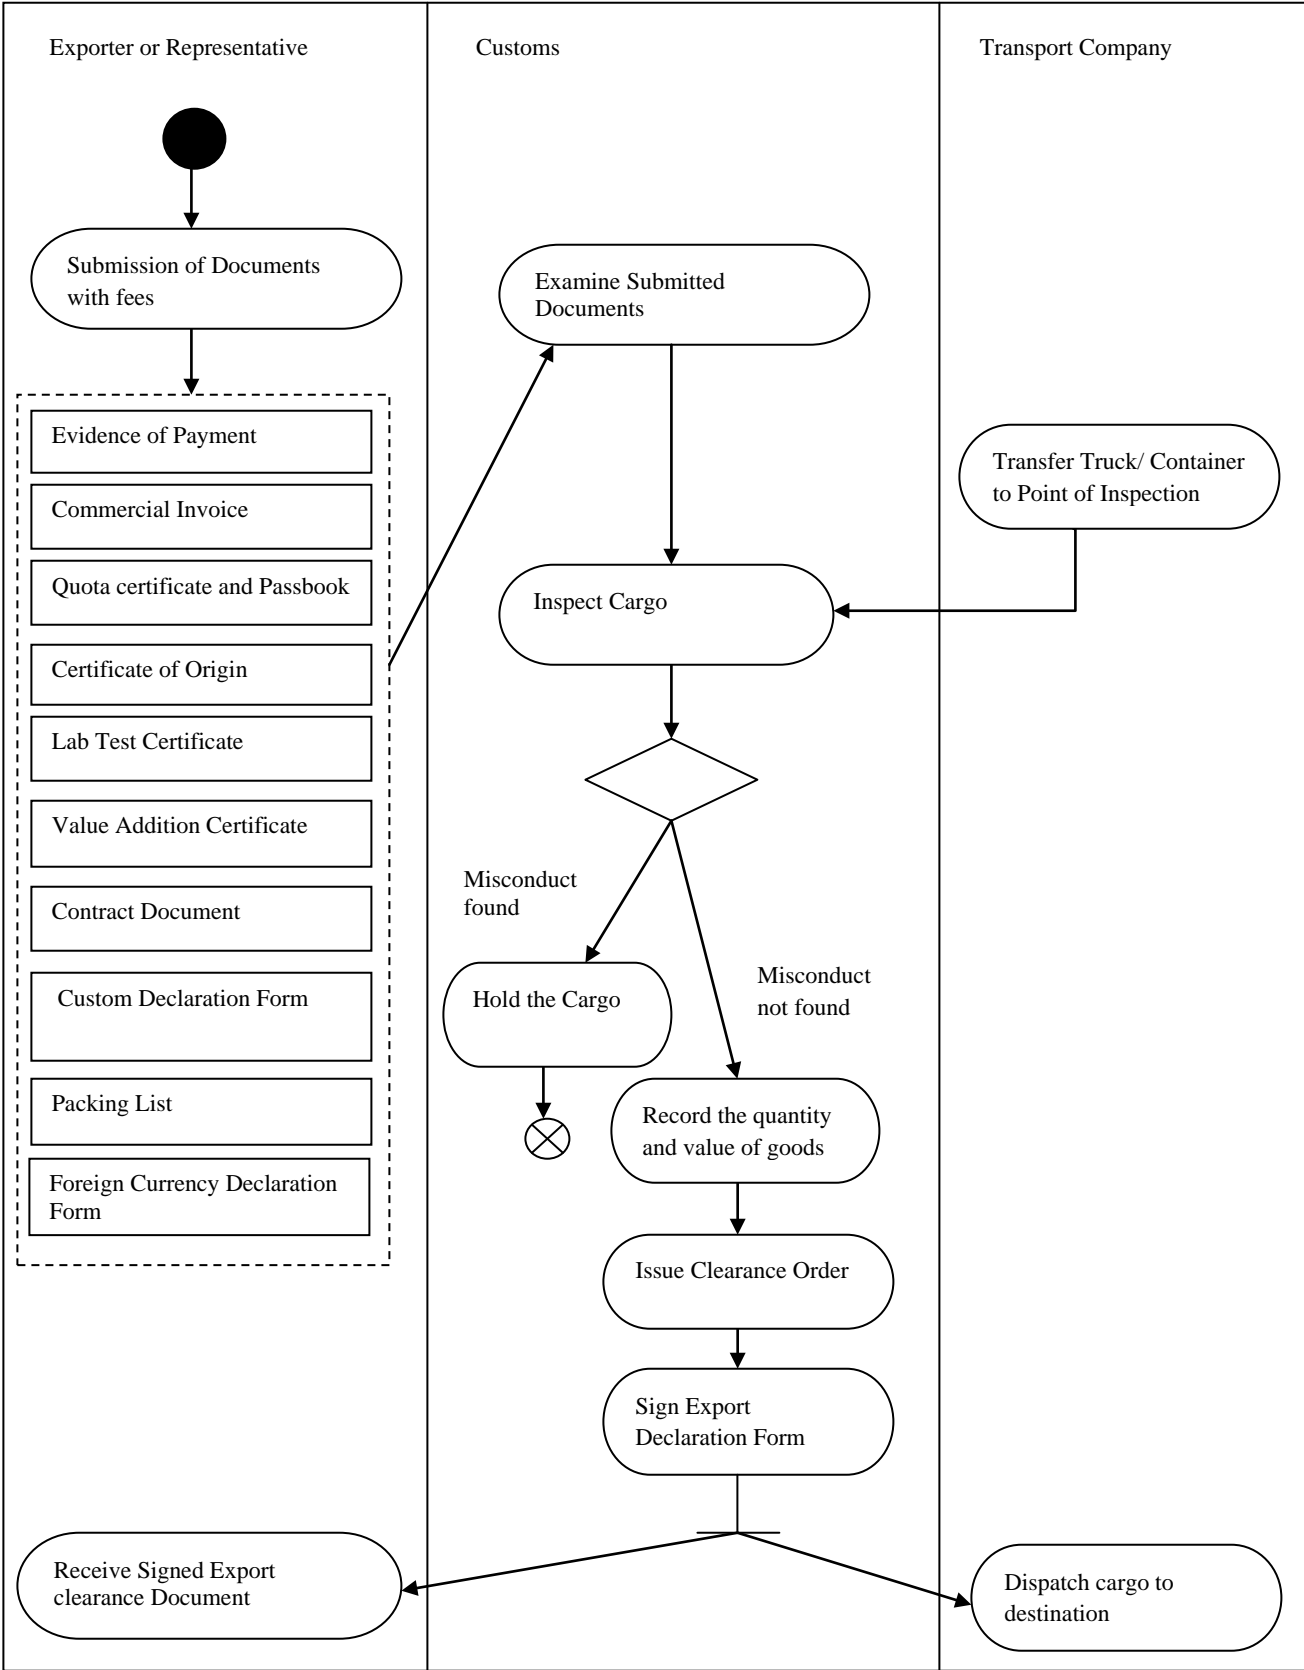 Exporter or Representative
Customs
Transport Company
Submission of Documents
with fees
Examine Submitted
Documents
Evidence of Payment
Commercial Invoice
Quota certificate and Passbook
Certificate of Origin
Lab Test Certificate
Value Addition Certificate
Contract Document
Custom Declaration Form
Packing List
Foreign Currency Declaration
Form
Transfer Truck/ Container
to Point of Inspection
Inspect Cargo
Misconduct
found
Misconduct
not found
Hold the Cargo
Record the quantity
and value of goods
Issue Clearance Order
Sign Export
Declaration Form
Receive Signed Export
clearance Document
Dispatch cargo to
destination